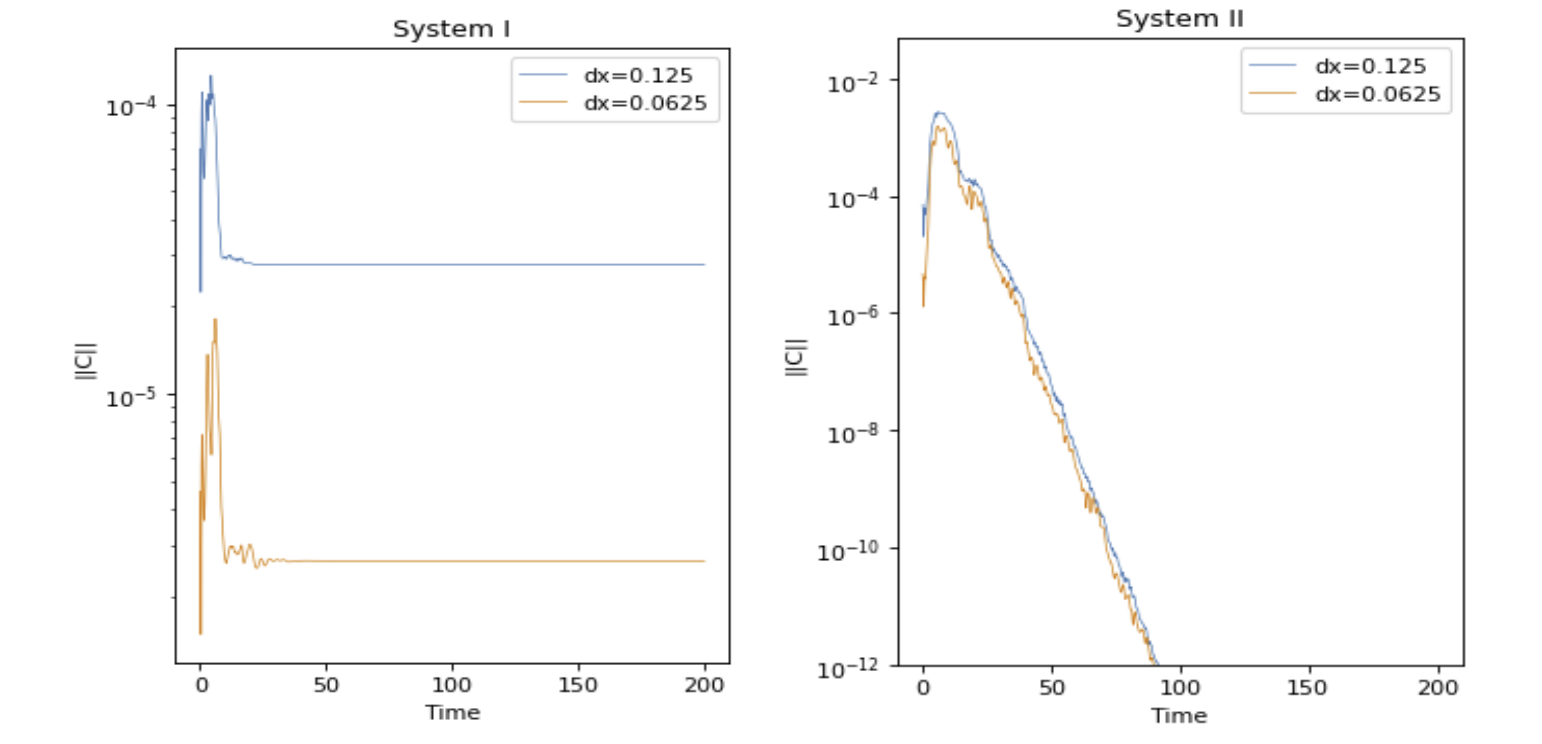 System I
dx=0.125
dx=0.0625
10⁻⁴
10⁻⁵
||C||
0 50 100 150 200
Time
System II
dx=0.125
dx=0.0625
10⁻²
10⁻⁴
10⁻⁶
10⁻⁸
10⁻¹⁰
10⁻¹²
||C||
0 50 100 150 200
Time